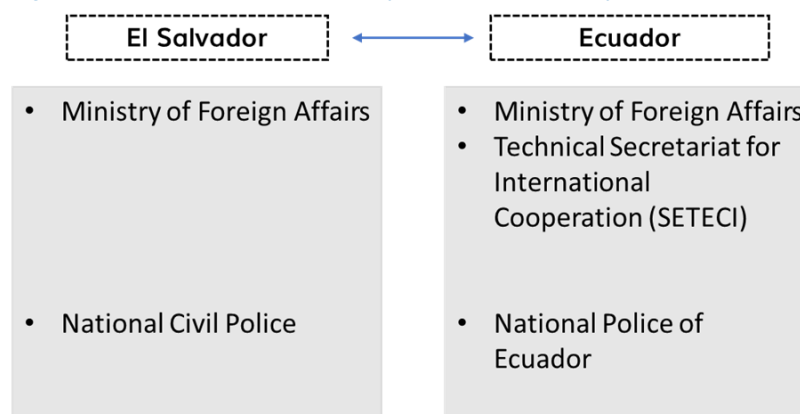 El Salvador
Ecuador
• Ministry of Foreign Affairs
• National Civil Police
• Ministry of Foreign Affairs
• Technical Secretariat for
International
Cooperation (SETECI)
• National Police of
Ecuador